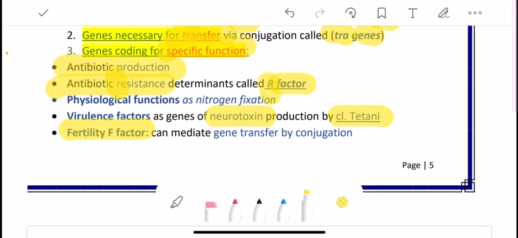 2. Genes necessary for transfer via conjugation called (tra genes)
3. Genes coding for specific function:
• Antibiotic production
• Antibiotic resistance determinants called R factor
• Physiological functions as nitrogen fixation
• Virulence factors as genes of neurotoxin production by cl. Tetani
• Fertility F factor: can mediate gene transfer by conjugation
Page | 5